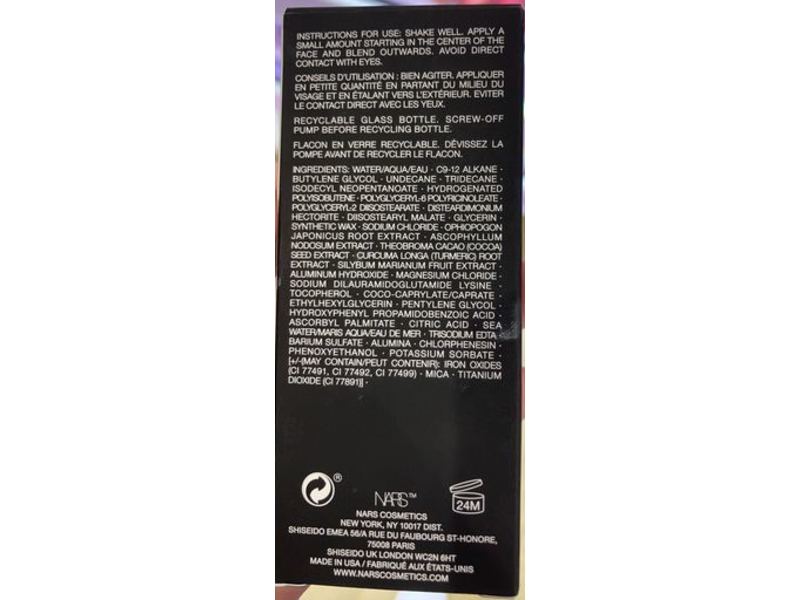 INSTRUCTIONS FOR USE: SHAKE WELL. APPLY A
SMALL AMOUNT STARTING IN THE CENTER OF THE
FACE AND BLEND OUTWARDS. AVOID DIRECT
CONTACT WITH EYES.
CONSEILS D'UTILISATION : BIEN AGITER. APPLIQUER
EN PETITE QUANTITÉ EN PARTANT DU MILIEU DU
VISAGE ET EN ÉTALANT VERS L'EXTÉRIEUR. EVITER
LE CONTACT DIRECT AVEC LES YEUX.
RECYCLABLE GLASS BOTTLE. SCREW-OFF
PUMP BEFORE RECYCLING BOTTLE.
FLACON EN VERRE RECYCLABLE. DÉVISSEZ LA
POMPE AVANT DE RECYCLER LE FLACON.
INGREDIENTS: WATER/AQUA/EAU · C9-12 ALKANE ·
BUTYLENE GLYCOL · UNDECANE · TRIDECANE ·
ISODECYL NEOPENTANOATE · HYDROGENATED
POLYISOBUTENE · POLYGLYCERYL-6 POLYRICINOLEATE ·
POLYGLYCERYL-2 DIISOSTEARATE · DISTEARDIMONIUM
HECTORITE · DIISOSTEARYL MALATE · GLYCERIN ·
SYNTHETIC WAX · SODIUM CHLORIDE · OPHIOPOGON
JAPONICUS ROOT EXTRACT · ASCOPHYLLUM
NODOSUM EXTRACT · THEOBROMA CACAO (COCOA)
SEED EXTRACT · CURCUMA LONGA (TURMERIC) ROOT
EXTRACT · SILYBUM MARIANUM FRUIT EXTRACT ·
ALUMINUM HYDROXIDE · MAGNESIUM CHLORIDE ·
SODIUM DILAURAMIDOGLUTAMIDE LYSINE ·
TOCOPHEROL · COCO-CAPRYLATE/CAPRATE ·
ETHYLHEXYLGLYCERIN · PENTYLENE GLYCOL ·
HYDROXYPHENYL PROPAMIDOBENZOIC ACID ·
ASCORBYL PALMITATE · CITRIC ACID · SEA
WATER/MARIS AQUA/EAU DE MER · TRISODIUM EDTA ·
BARIUM SULFATE · ALUMINA · CHLORPHENESIN ·
PHENOXYETHANOL · POTASSIUM SORBATE ·
[+/-(MAY CONTAIN/PEUT CONTENIR): IRON OXIDES
(CI 77491, CI 77492, CI 77499) · MICA · TITANIUM
DIOXIDE (CI 77891)] ·
®
NARS™
24M
NARS COSMETICS
NEW YORK, NY 10017 DIST.
SHISEIDO EMEA 56/A RUE DU FAUBOURG ST-HONORE,
75008 PARIS
SHISEIDO UK LONDON WC2N 6HT
MADE IN USA / FABRIQUÉ AUX ÉTATS-UNIS
WWW.NARSCOSMETICS.COM